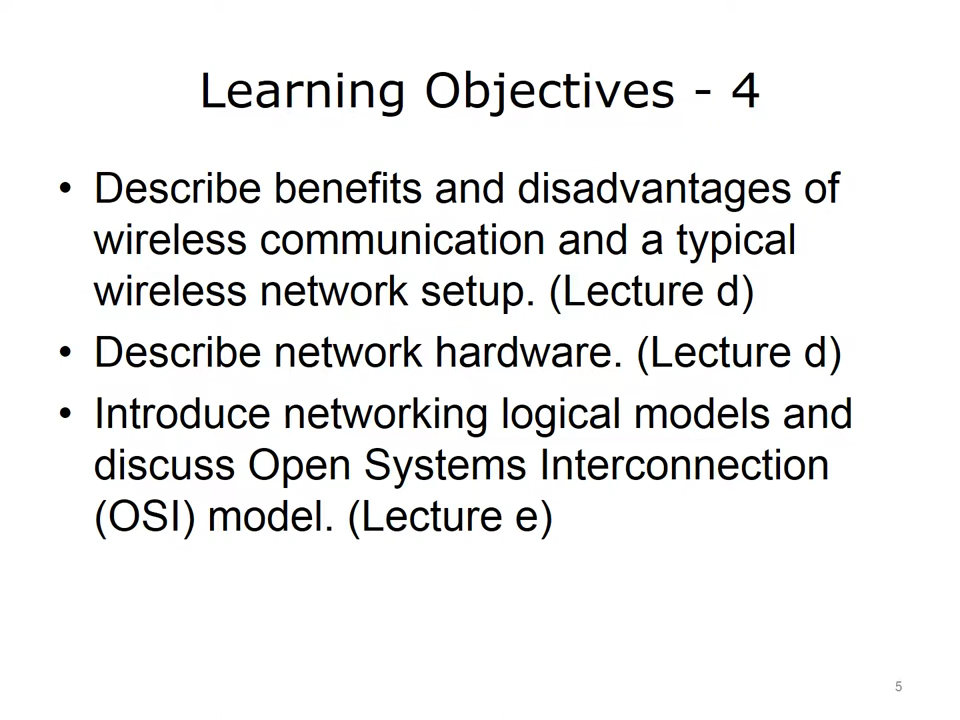 Learning Objectives - 4
• Describe benefits and disadvantages of
wireless communication and a typical
wireless network setup. (Lecture d)
• Describe network hardware. (Lecture d)
• Introduce networking logical models and
discuss Open Systems Interconnection
(OSI) model. (Lecture e)
5